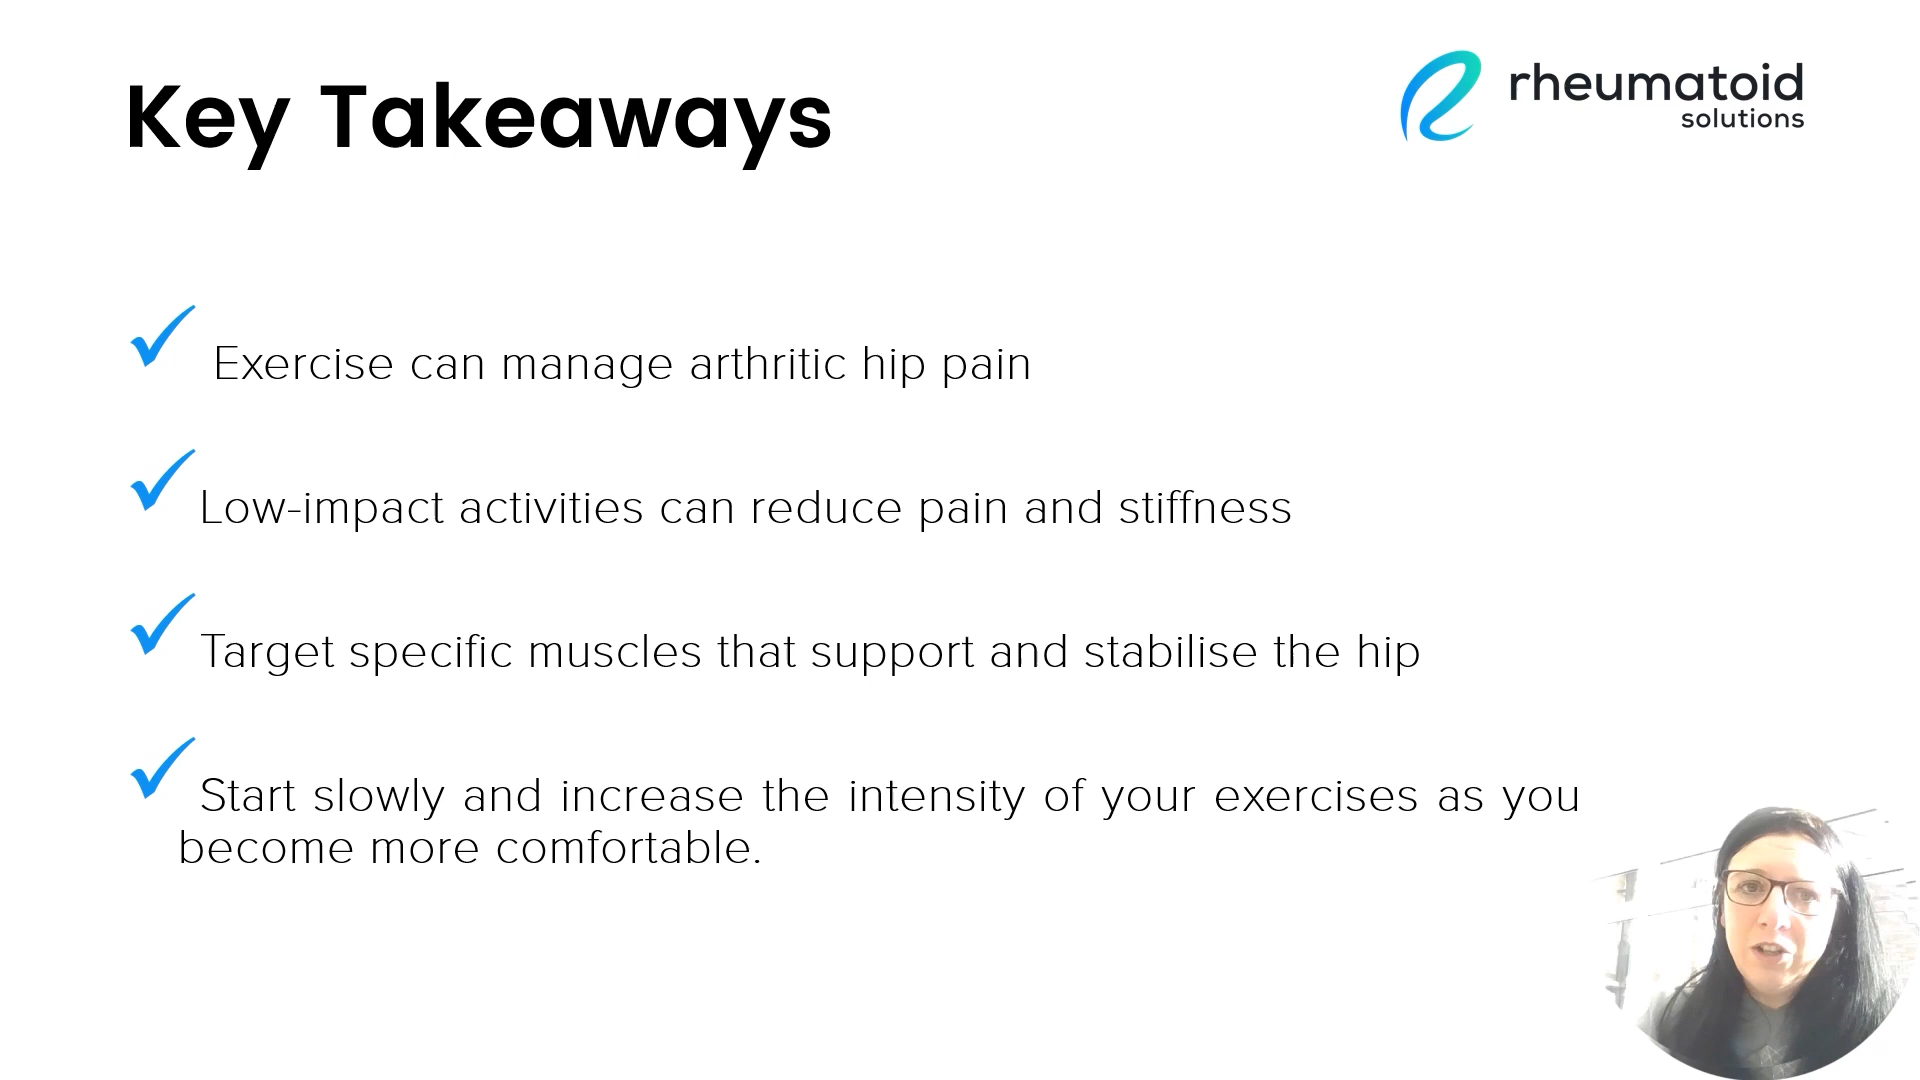 Key Takeaways
rheumatoid
solutions
Exercise can manage arthritic hip pain
Low-impact activities can reduce pain and stiffness
Target specific muscles that support and stabilise the hip
Start slowly and increase the intensity of your exercises as you
become more comfortable.